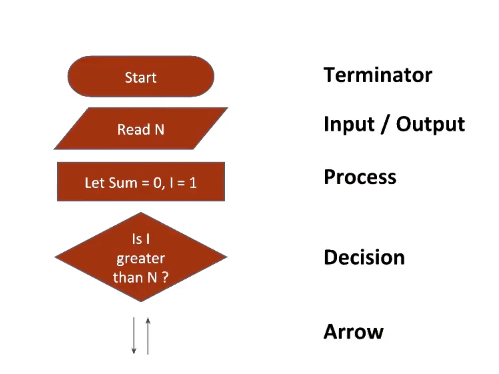 Start
Terminator
Read N
Input / Output
Let Sum = 0, I = 1
Process
Is I
greater
than N ?
Decision
Arrow